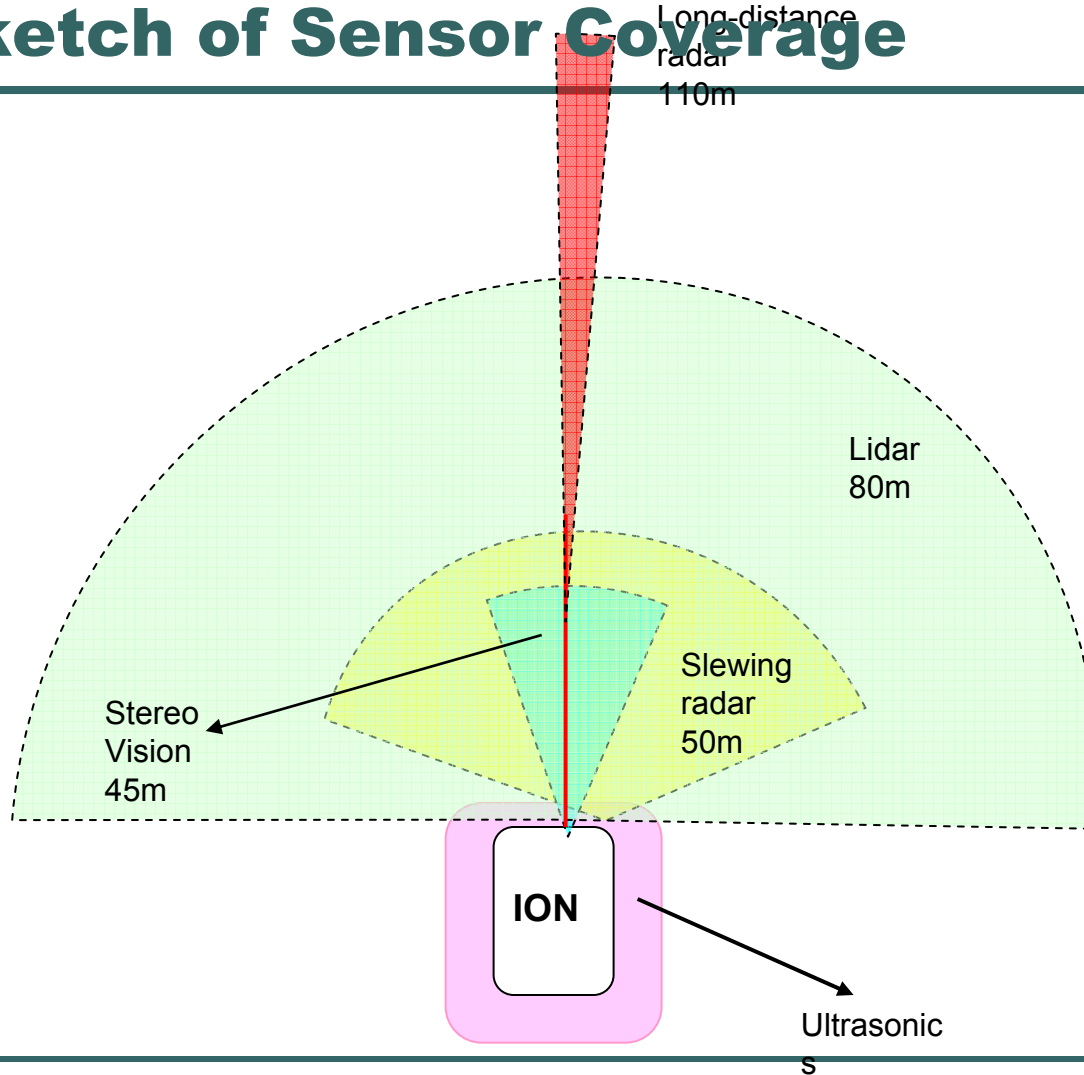 ketch of Sensor Coverage
Long-distance
radar
110m
Lidar
80m
Slewing
radar
50m
Stereo
Vision
45m
ION
Ultrasonic
s